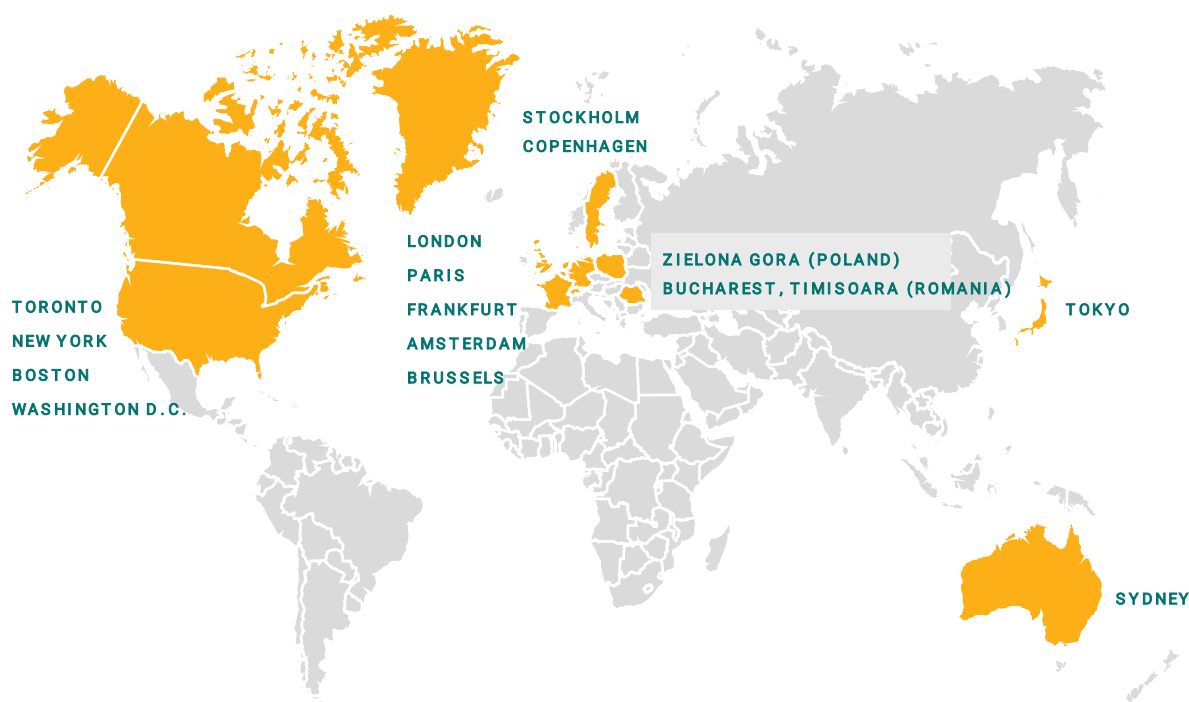 STOCKHOLM
COPENHAGEN
LONDON
PARIS
FRANKFURT
AMSTERDAM
BRUSSELS
ZIELONA GORA (POLAND)
BUCHAREST, TIMISOARA (ROMANIA)
TORONTO
NEW YORK
BOSTON
WASHINGTON D.C.
TOKYO
SYDNEY